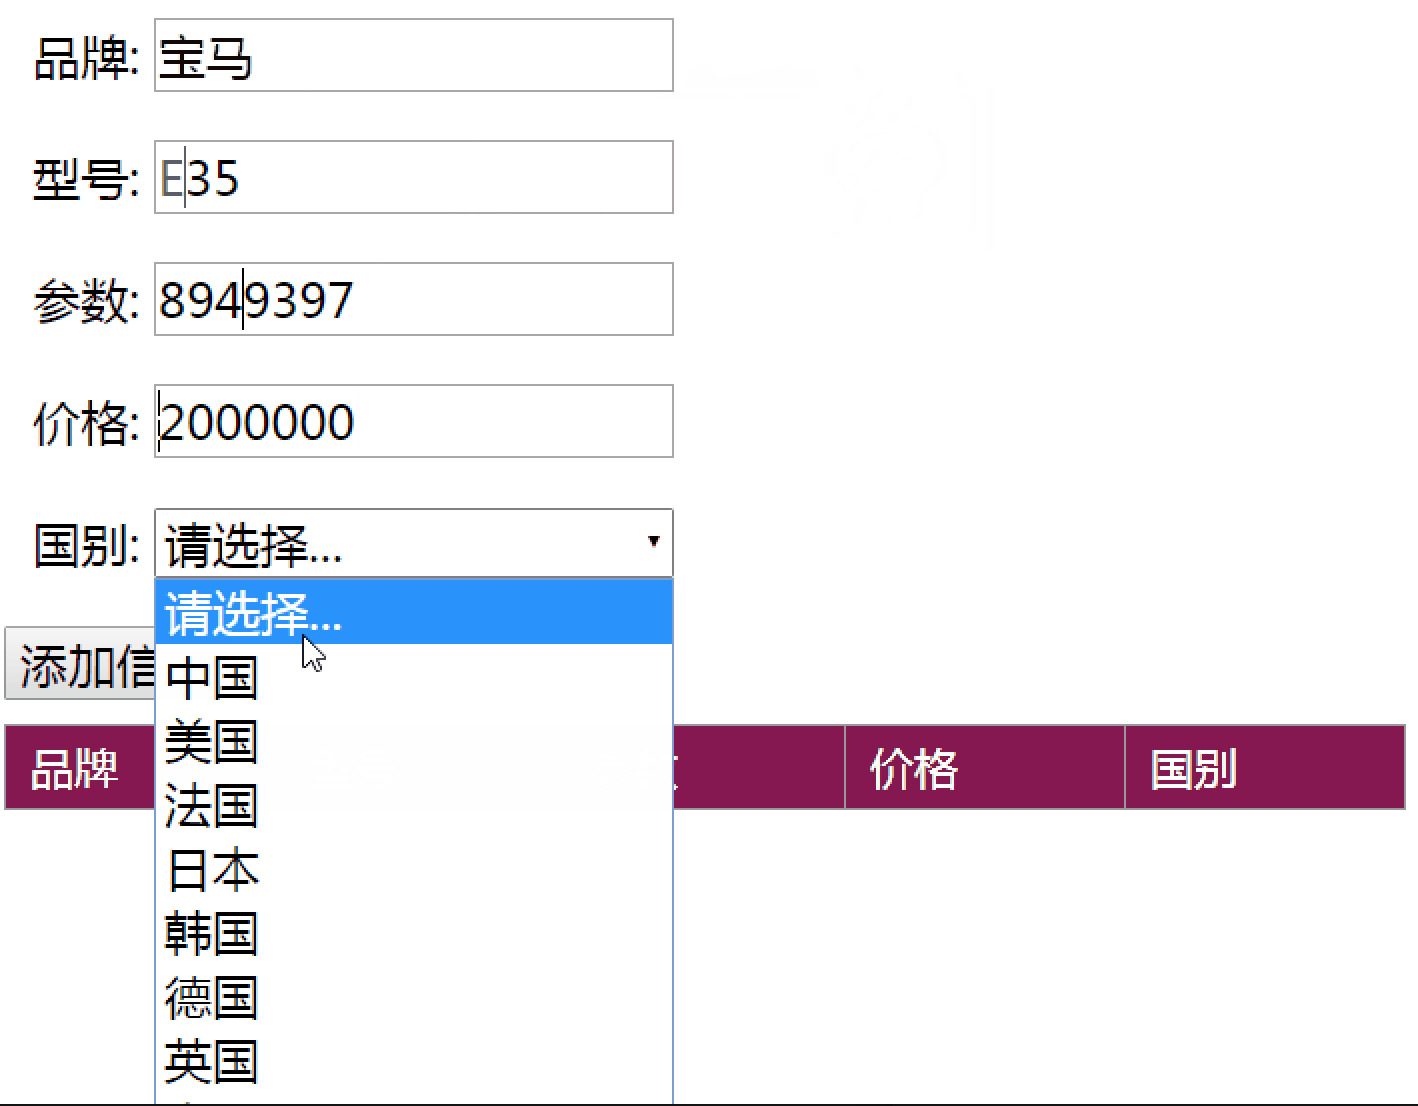 品牌: 宝马
型号: E35
参数: 8949397
价格: 2000000
国别: 请选择...
请选择...
添加信
中国
美国
品牌 价格 国别
法国
日本
韩国
德国
英国